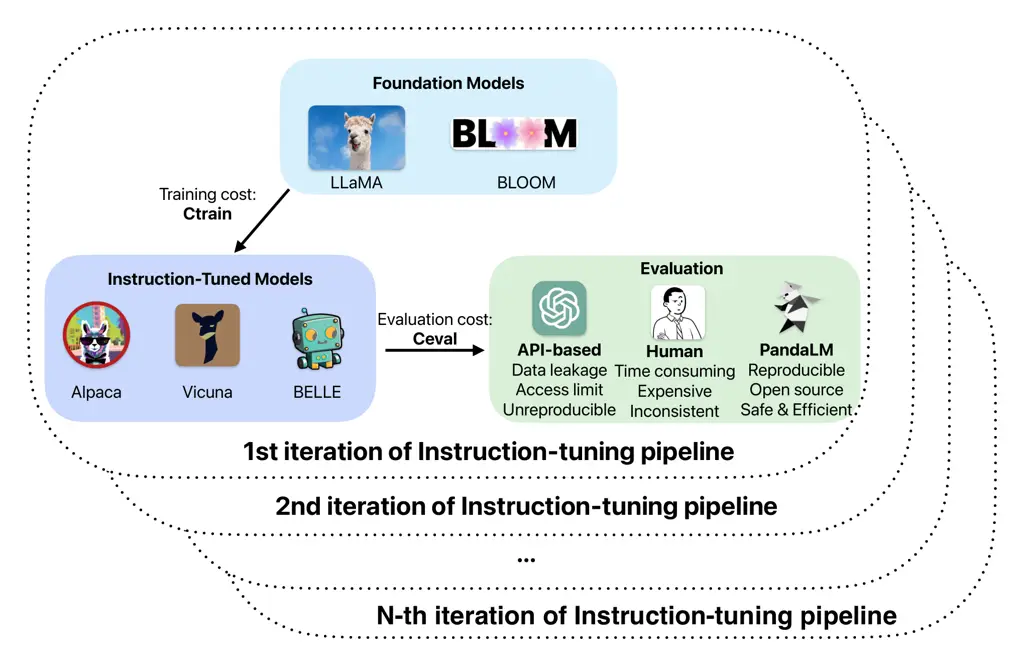 Foundation Models
BLOOM
LLaMA
BLOOM
Training cost:
Ctrain
Instruction-Tuned Models
Alpaca
Vicuna
BELLE
Evaluation cost:
Ceval
Evaluation
API-based
Data leakage
Access limit
Unreproducible
Human
Time consuming
Expensive
Inconsistent
PandaLM
Reproducible
Open source
Safe & Efficient
1st iteration of Instruction-tuning pipeline
2nd iteration of Instruction-tuning pipeline
...
N-th iteration of Instruction-tuning pipeline